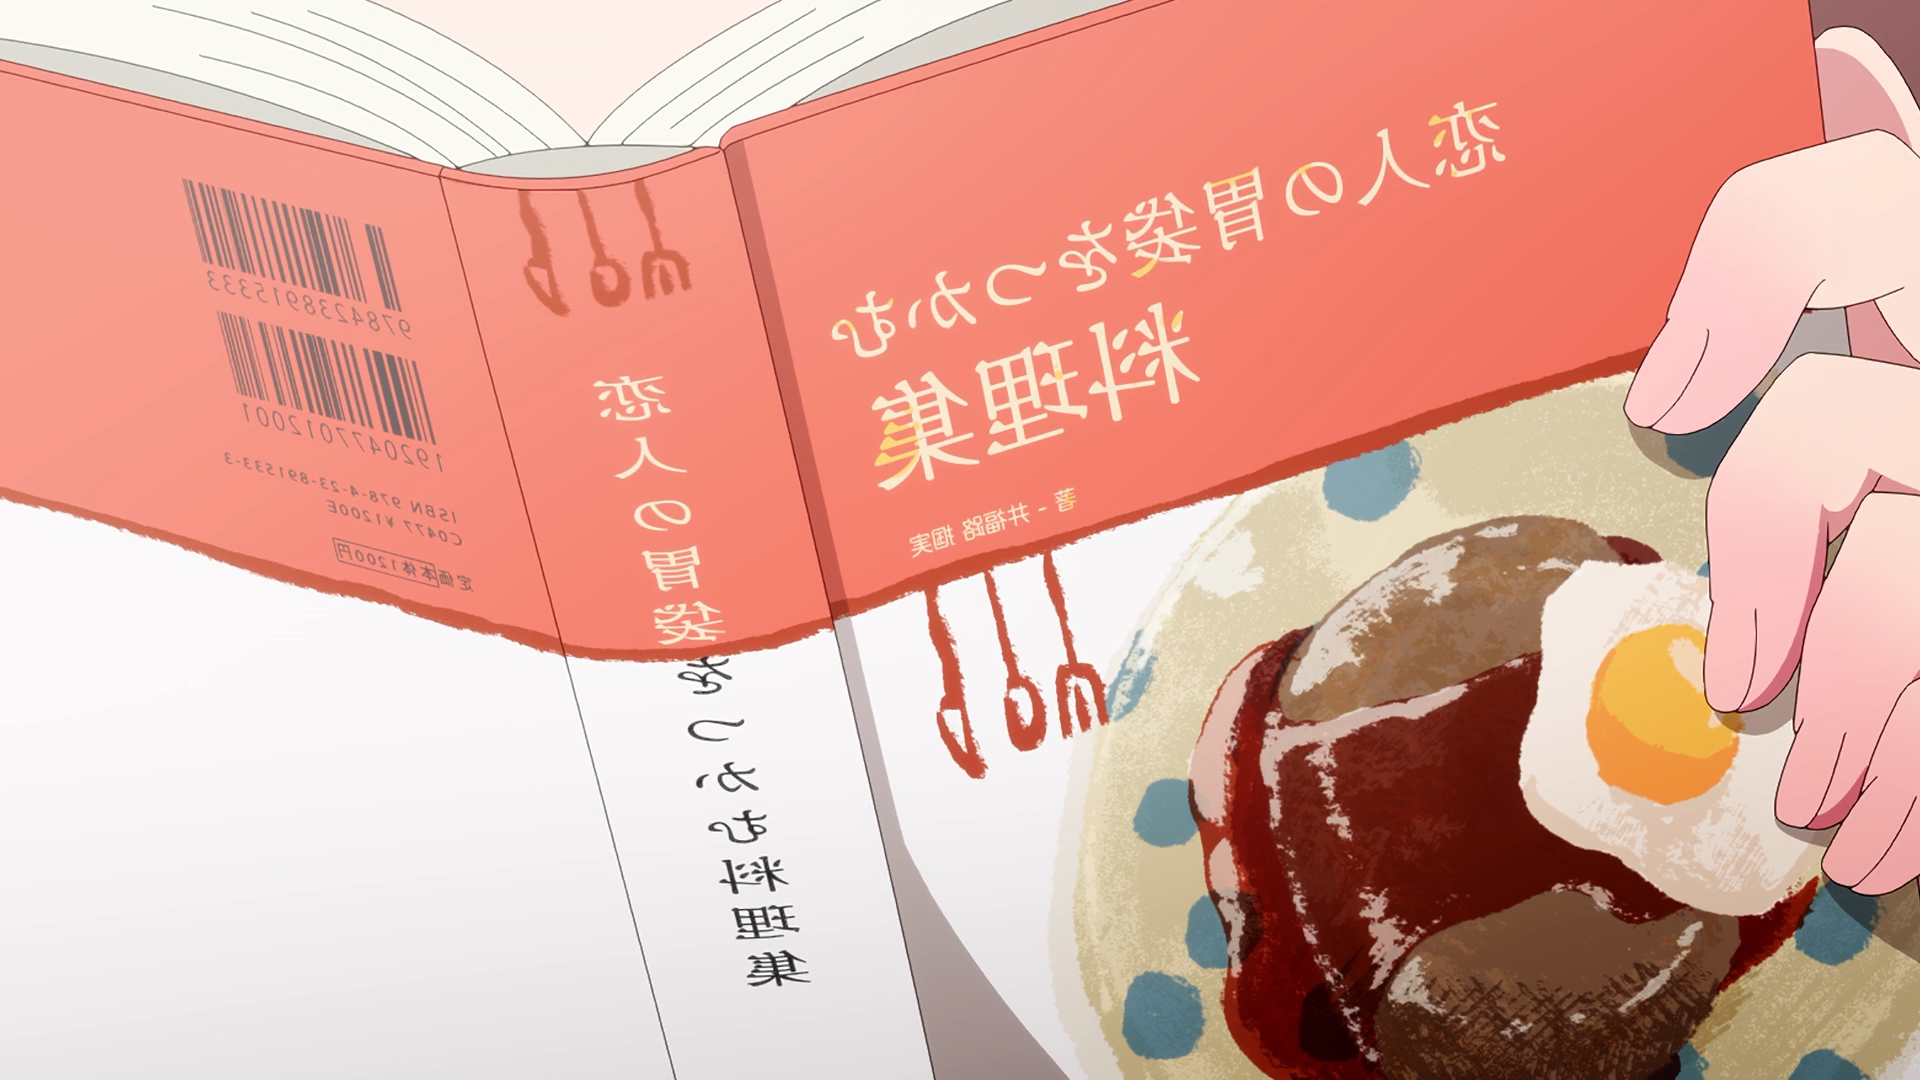 恋人の胃袋をつかむ
料理集
著 - 井福路 掴実
恋人の胃袋をつかむ料理集
9784238915333
1920477012001
ISBN 978-4-23-891533-3
C0477 ¥1200E
定価 本体1200円